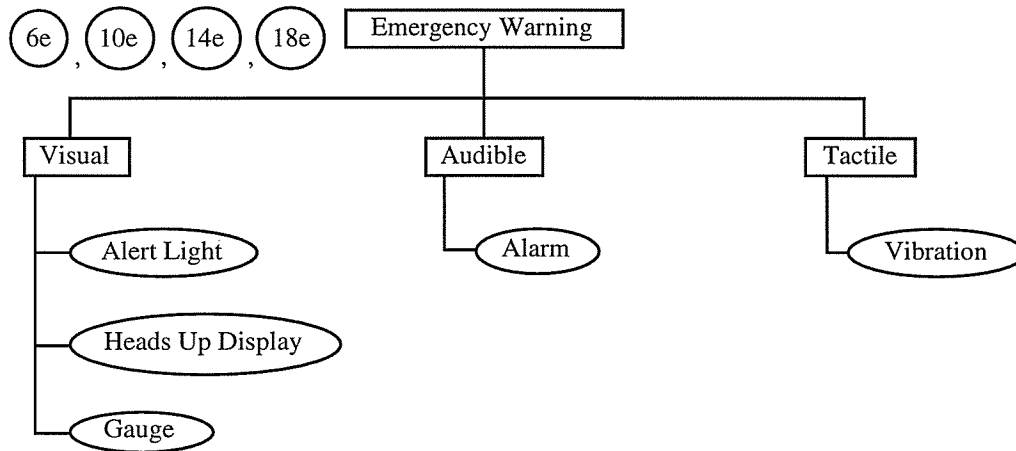 6e , 10e , 14e , 18e
Emergency Warning
Visual
Audible
Tactile
Alert Light
Alarm
Vibration
Heads Up Display
Gauge